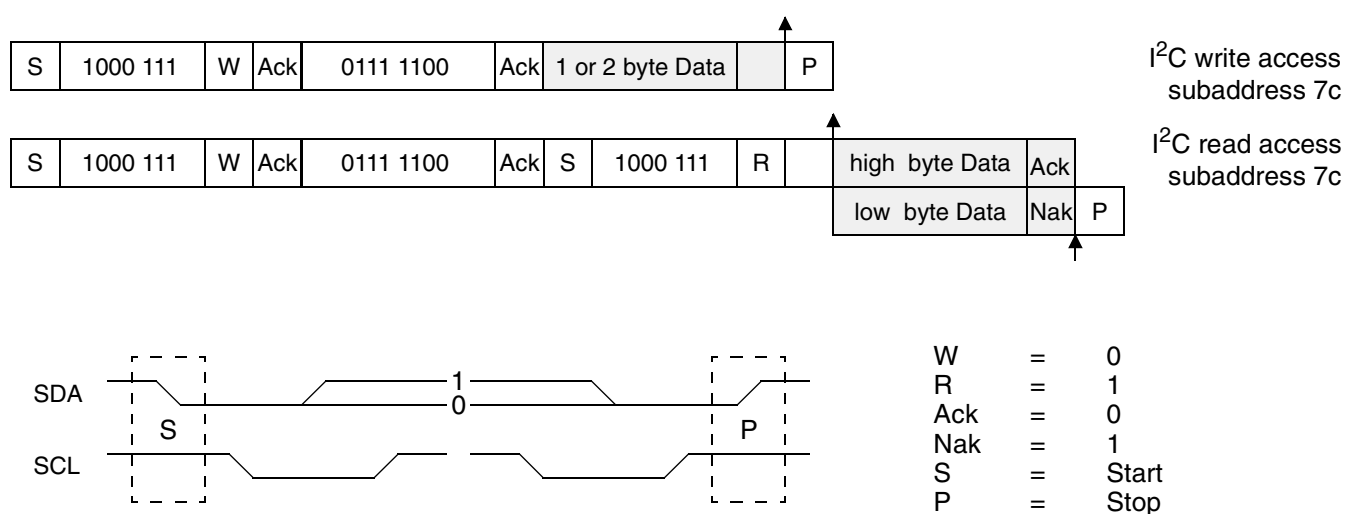 S 1000 111 W Ack 0111 1100 Ack 1 or 2 byte Data P
I2C write access
subaddress 7c
S 1000 111 W Ack 0111 1100 Ack S 1000 111 R high byte Data Ack
I2C read access
subaddress 7c
low byte Data Nak P
SDA 1
0
S P
SCL
W = 0
R = 1
Ack = 0
Nak = 1
S = Start
P = Stop